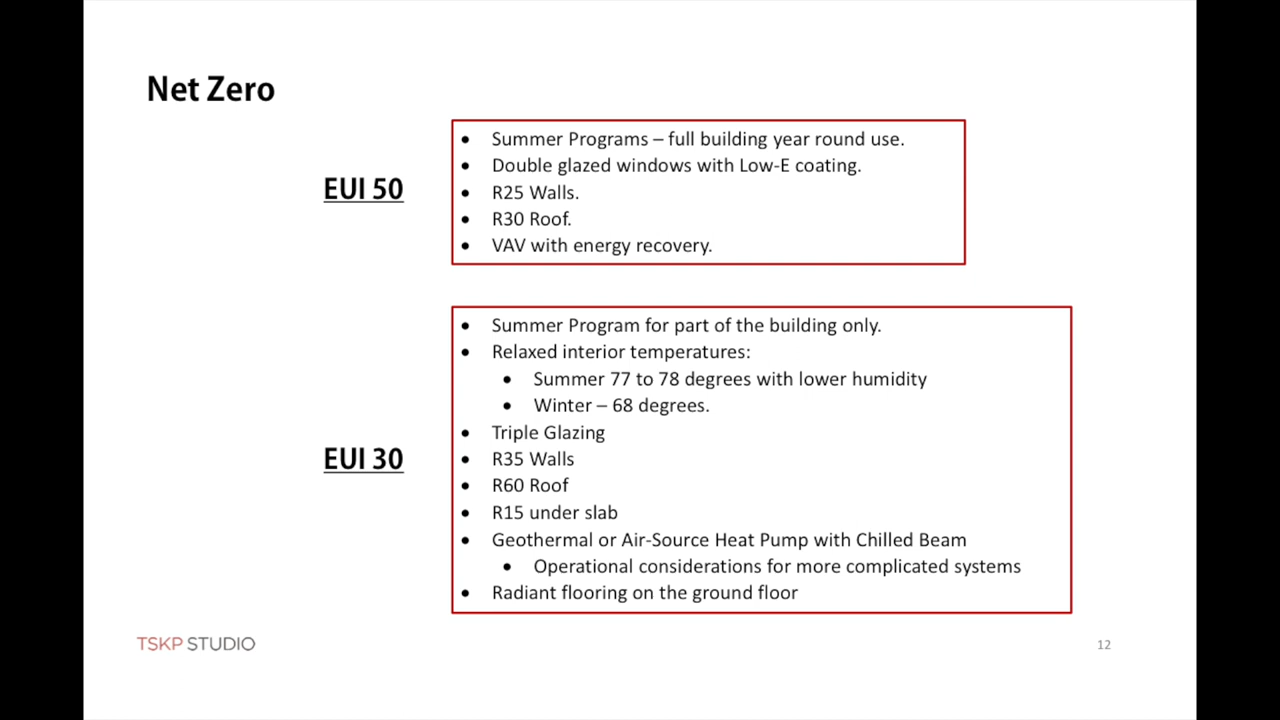 Net Zero
EUI 50
• Summer Programs – full building year round use.
• Double glazed windows with Low-E coating.
• R25 Walls.
• R30 Roof.
• VAV with energy recovery.
EUI 30
• Summer Program for part of the building only.
• Relaxed interior temperatures:
• Summer 77 to 78 degrees with lower humidity
• Winter – 68 degrees.
• Triple Glazing
• R35 Walls
• R60 Roof
• R15 under slab
• Geothermal or Air-Source Heat Pump with Chilled Beam
• Operational considerations for more complicated systems
• Radiant flooring on the ground floor
TSKP STUDIO
12